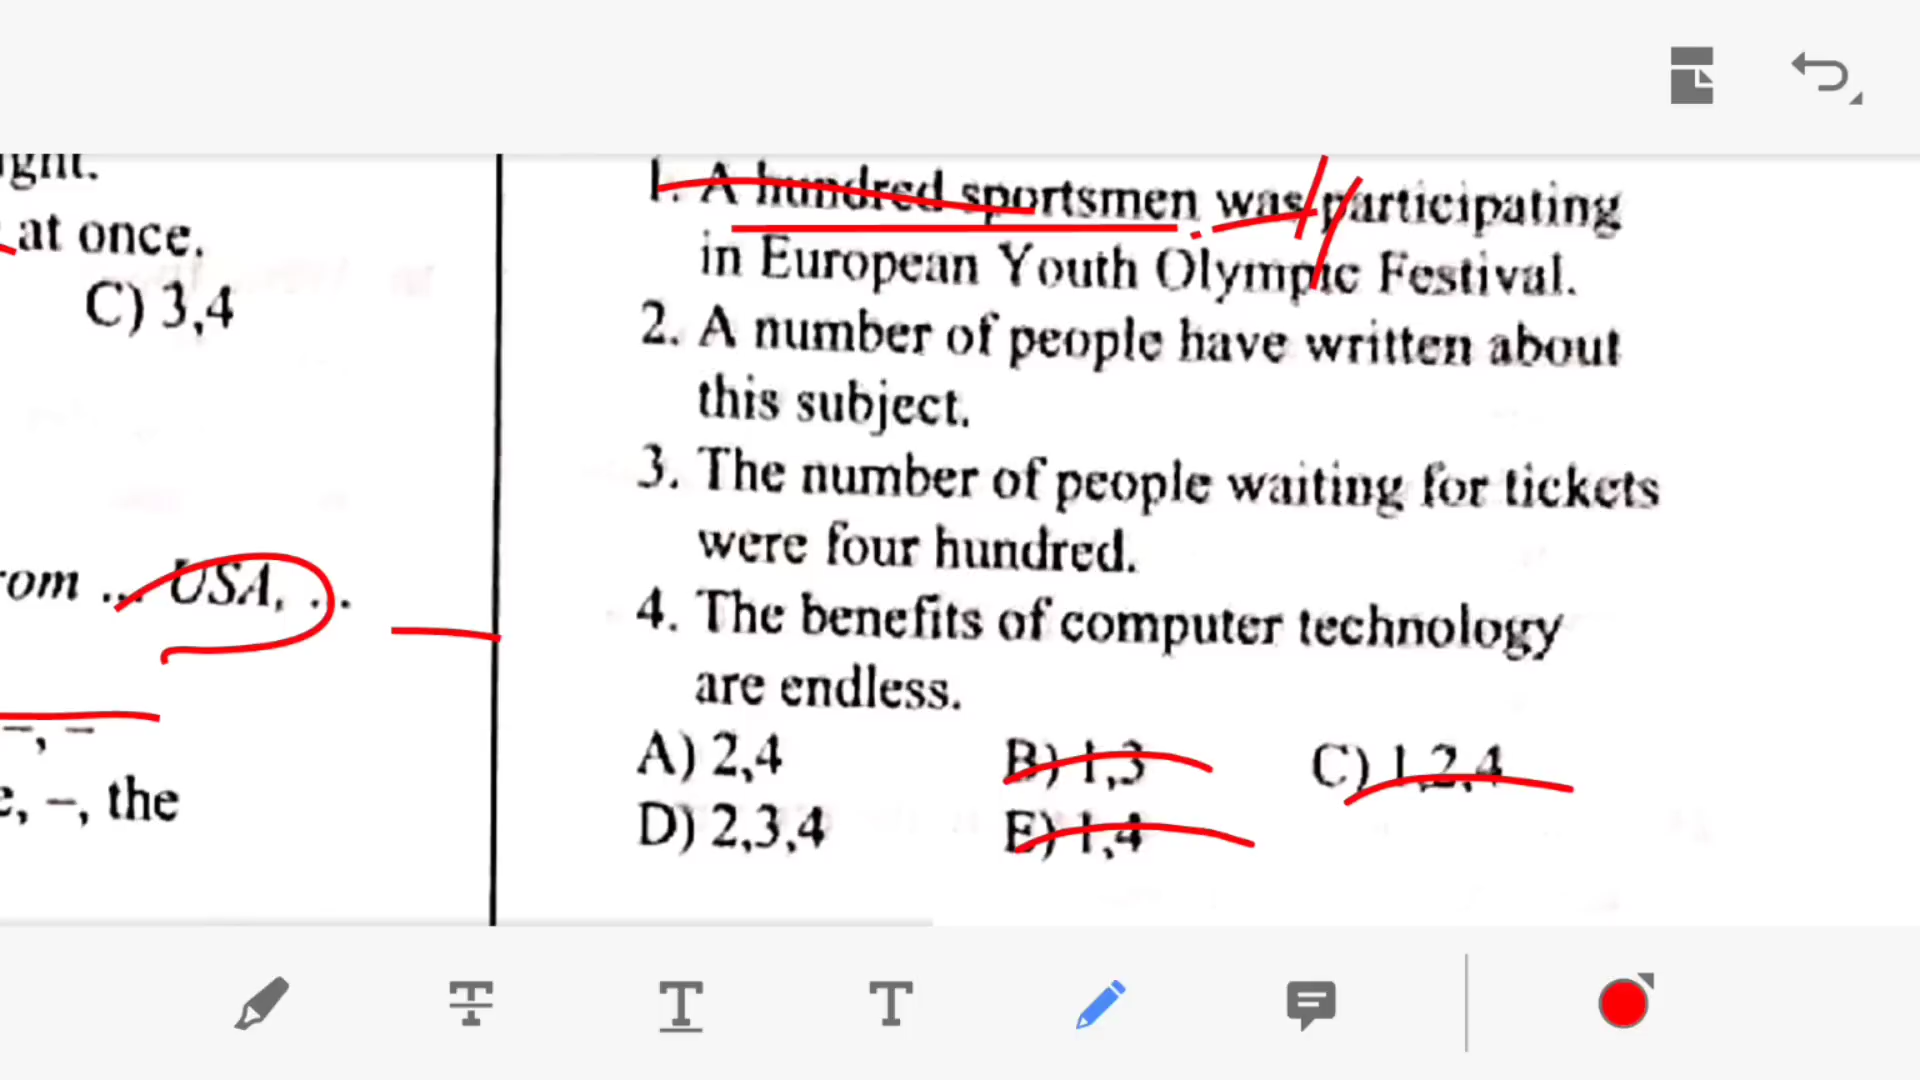 ight.
at once.
C) 3,4
rom ... USA, ...
–, –
e, –, the
1. A hundred sportsmen was participating
in European Youth Olympic Festival.
2. A number of people have written about
this subject.
3. The number of people waiting for tickets
were four hundred.
4. The benefits of computer technology
are endless.
A) 2,4 B) 1,3 C) 1,2,4
D) 2,3,4 E) 1,4
T T T